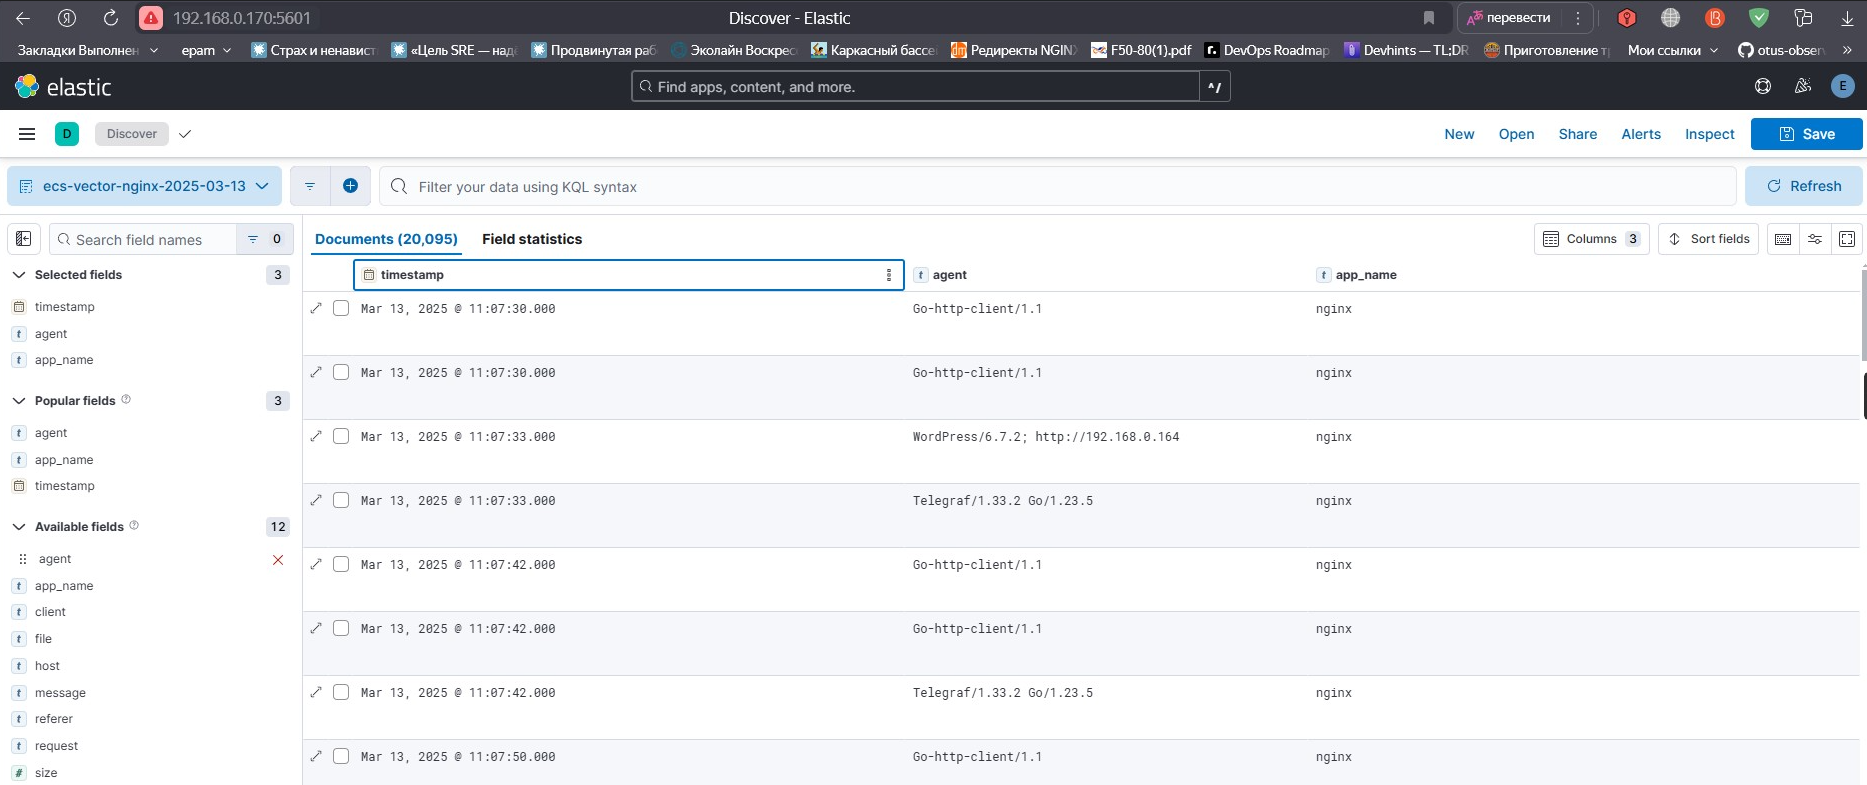 192.168.0.170:5601
Discover - Elastic
перевести
Закладки Выполнен
epam
Страх и ненавист
«Цель SRE — над
Продвинутая раб
Эколайн Воскрес
Каркасный бассе
Редиректы NGIN
F50-80(1).pdf
DevOps Roadmap
Devhints — TL;DR
Приготовление т
Мои ссылки
otus-obser
elastic
Find apps, content, and more.
^/
E
D
Discover
New
Open
Share
Alerts
Inspect
Save
ecs-vector-nginx-2025-03-13
Filter your data using KQL syntax
Refresh
Search field names
0
Documents (20,095)
Field statistics
Columns 3
Sort fields
Selected fields
3
timestamp
t agent
t app_name
Popular fields
3
t agent
t app_name
timestamp
Available fields
12
agent
t app_name
t client
t file
t host
t message
t referer
t request
# size
timestamp
t agent
t app_name
Mar 13, 2025 @ 11:07:30.000 Go-http-client/1.1 nginx
Mar 13, 2025 @ 11:07:30.000 Go-http-client/1.1 nginx
Mar 13, 2025 @ 11:07:33.000 WordPress/6.7.2; http://192.168.0.164 nginx
Mar 13, 2025 @ 11:07:33.000 Telegraf/1.33.2 Go/1.23.5 nginx
Mar 13, 2025 @ 11:07:42.000 Go-http-client/1.1 nginx
Mar 13, 2025 @ 11:07:42.000 Go-http-client/1.1 nginx
Mar 13, 2025 @ 11:07:42.000 Telegraf/1.33.2 Go/1.23.5 nginx
Mar 13, 2025 @ 11:07:50.000 Go-http-client/1.1 nginx